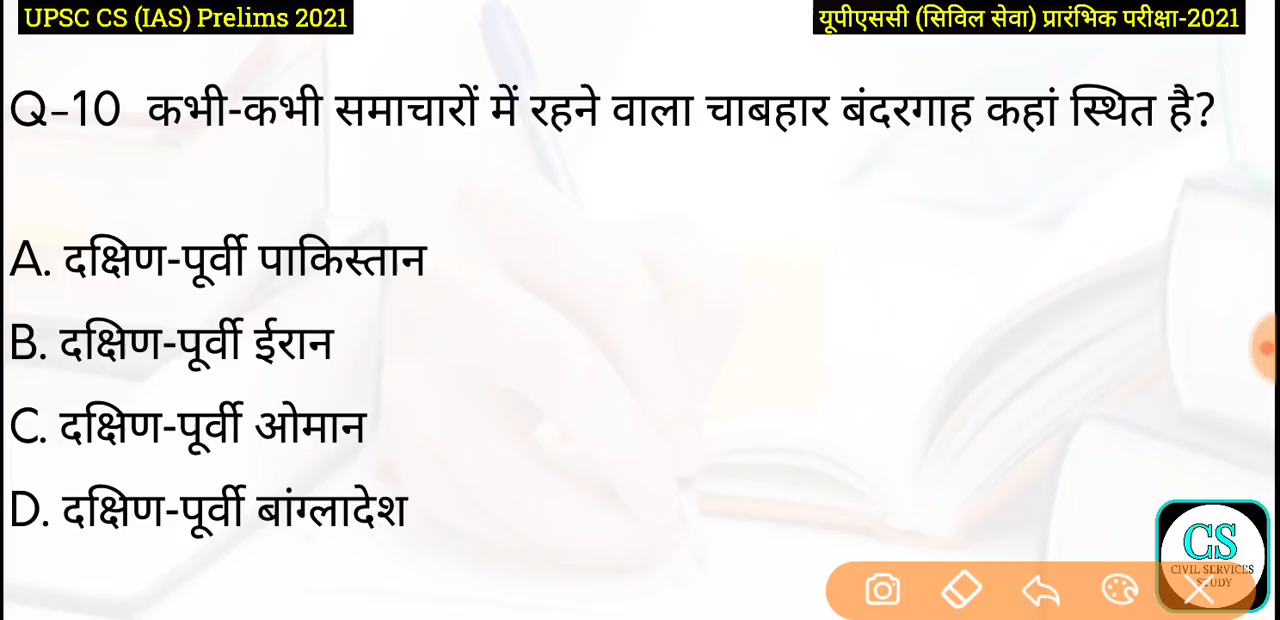 UPSC CS (IAS) Prelims 2021
यूपीएससी (सिविल सेवा) प्रारंभिक परीक्षा-2021
Q-10 कभी-कभी समाचारों में रहने वाला चाबहार बंदरगाह कहां स्थित है?
A. दक्षिण-पूर्वी पाकिस्तान
B. दक्षिण-पूर्वी ईरान
C. दक्षिण-पूर्वी ओमान
D. दक्षिण-पूर्वी बांग्लादेश
CS
CIVIL SERVICES
STUDY